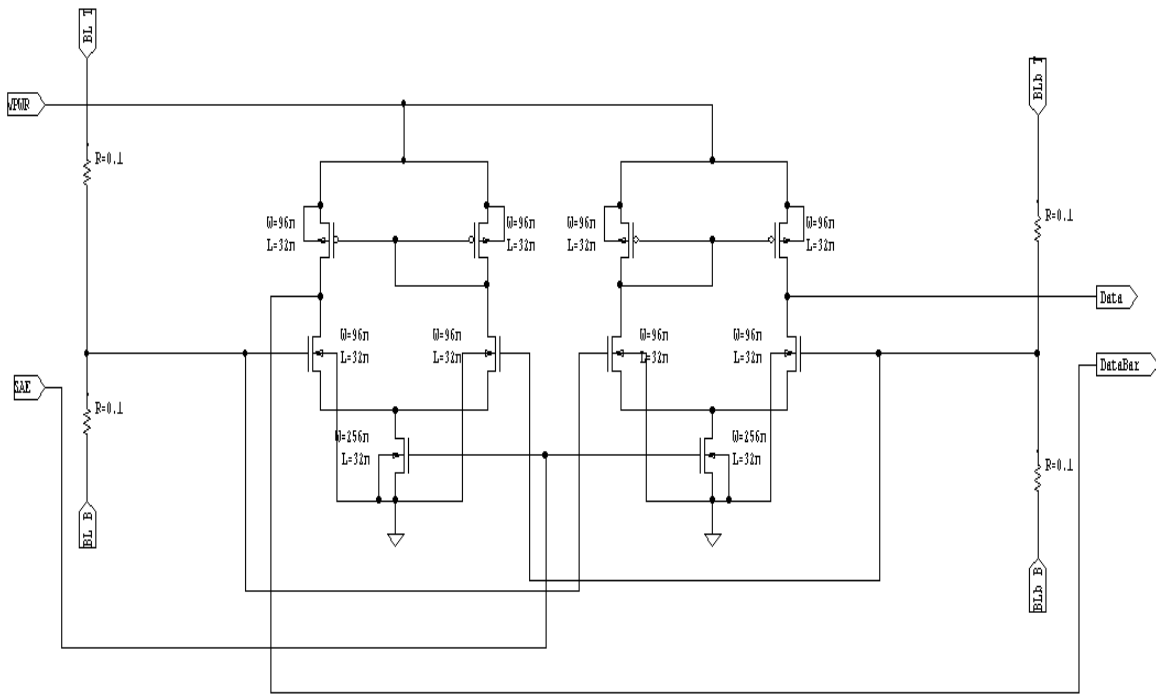 BL T
VPWR
BLb T
R=0.1
W=96n
L=32n
W=96n
L=32n
W=96n
L=32n
W=96n
L=32n
R=0.1
Data
W=96n
L=32n
W=96n
L=32n
W=96n
L=32n
W=96n
L=32n
DataBar
SAE
R=0.1
W=256n
L=32n
W=256n
L=32n
R=0.1
BL B
BLb B